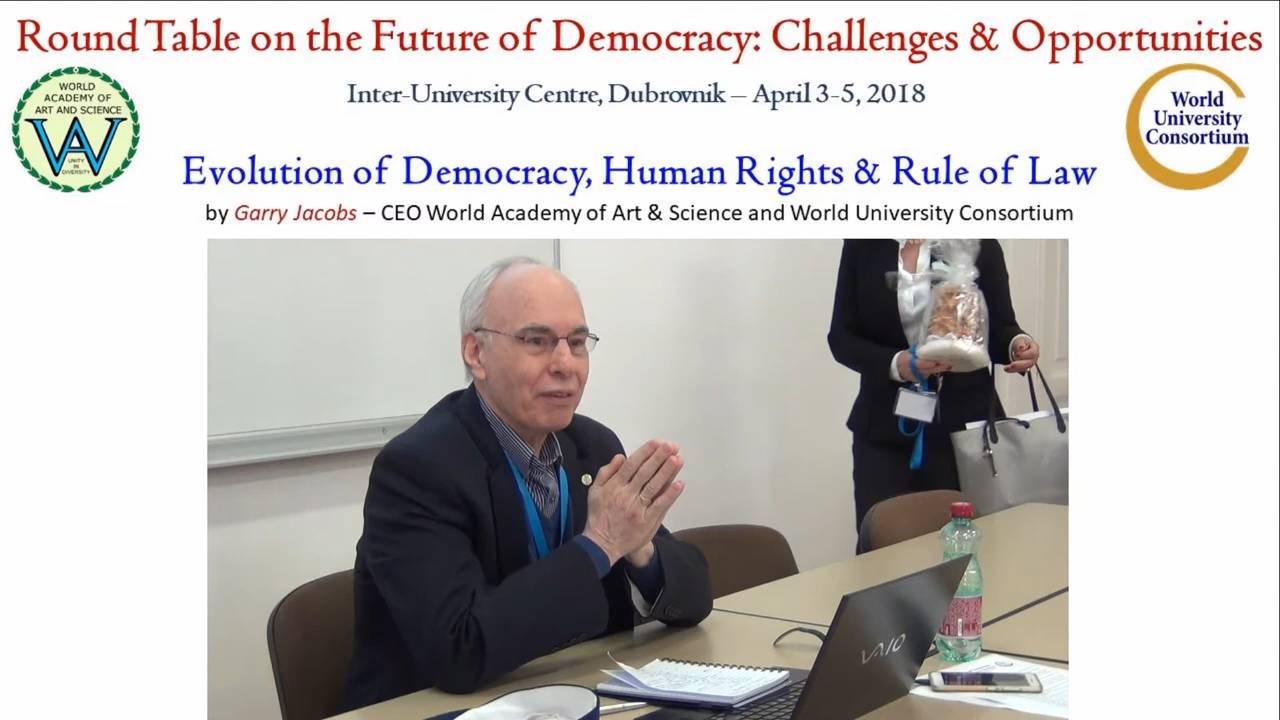 Round Table on the Future of Democracy: Challenges & Opportunities
Inter-University Centre, Dubrovnik – April 3-5, 2018
WORLD
ACADEMY OF
ART AND SCIENCE
WA
UNITY
IN
DIVERSITY
World
University
Consortium
Evolution of Democracy, Human Rights & Rule of Law
by Garry Jacobs – CEO World Academy of Art & Science and World University Consortium
VAIO